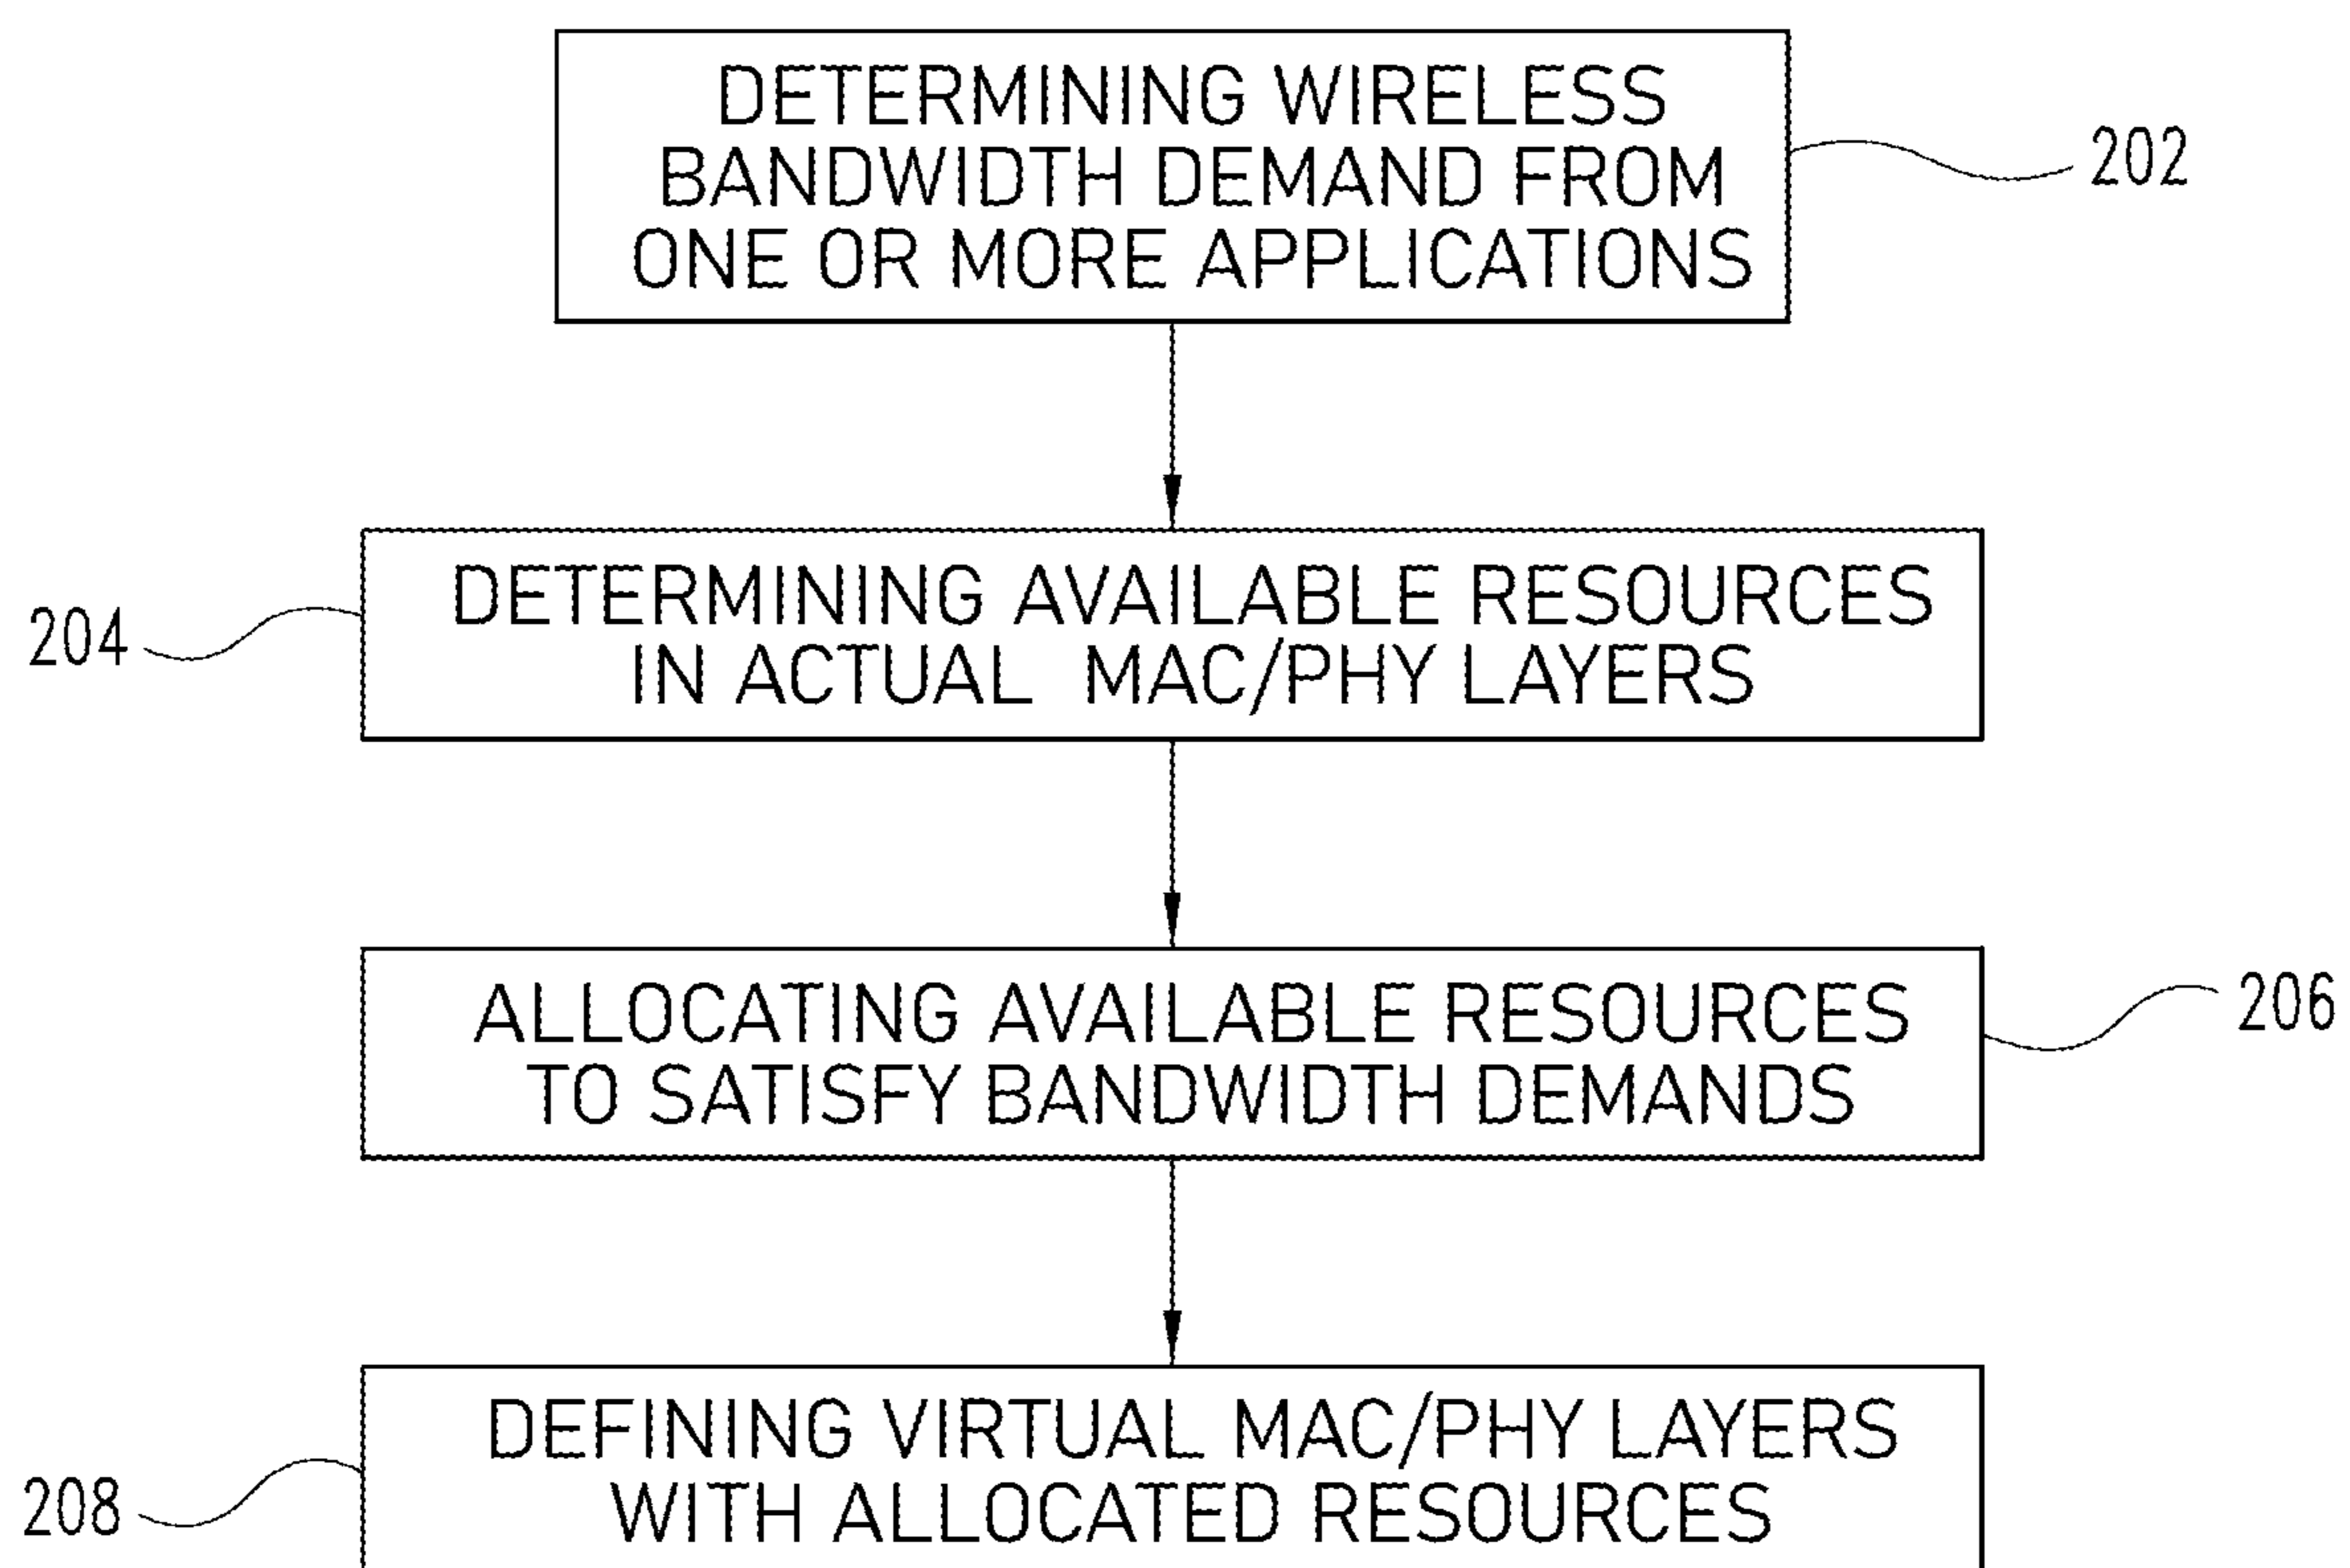 DETERMINING WIRELESS
BANDWIDTH DEMAND FROM
ONE OR MORE APPLICATIONS
202
DETERMINING AVAILABLE RESOURCES
IN ACTUAL MAC/PHY LAYERS
204
ALLOCATING AVAILABLE RESOURCES
TO SATISFY BANDWIDTH DEMANDS
206
DEFINING VIRTUAL MAC/PHY LAYERS
WITH ALLOCATED RESOURCES
208